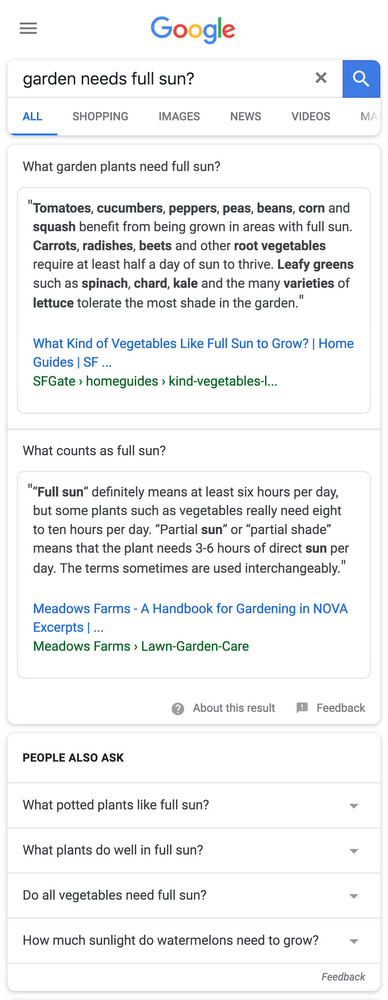 Google
garden needs full sun?
ALL SHOPPING IMAGES NEWS VIDEOS MA
What garden plants need full sun?
"Tomatoes, cucumbers, peppers, peas, beans, corn and
squash benefit from being grown in areas with full sun.
Carrots, radishes, beets and other root vegetables
require at least half a day of sun to thrive. Leafy greens
such as spinach, chard, kale and the many varieties of
lettuce tolerate the most shade in the garden."
What Kind of Vegetables Like Full Sun to Grow? | Home
Guides | SF ...
SFGate › homeguides › kind-vegetables-l...
What counts as full sun?
"“Full sun” definitely means at least six hours per day,
but some plants such as vegetables really need eight
to ten hours per day. “Partial sun” or “partial shade”
means that the plant needs 3-6 hours of direct sun per
day. The terms sometimes are used interchangeably."
Meadows Farms - A Handbook for Gardening in NOVA
Excerpts | ...
Meadows Farms › Lawn-Garden-Care
About this result Feedback
PEOPLE ALSO ASK
What potted plants like full sun?
What plants do well in full sun?
Do all vegetables need full sun?
How much sunlight do watermelons need to grow?
Feedback